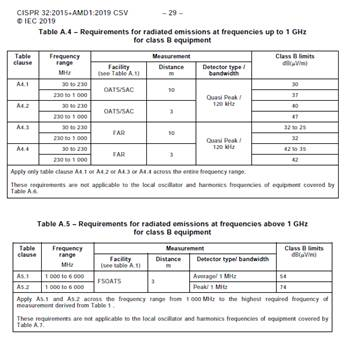 CISPR 32:2015+AMD1:2019 CSV – 29 –
© IEC 2019
Table A.4 – Requirements for radiated emissions at frequencies up to 1 GHz
for class B equipment
Table clause Frequency range MHz Measurement Class B limits dB(µV/m)
Facility (see Table A.1) Distance m Detector type / bandwidth
A4.1 30 to 230 OATS/SAC 10 Quasi Peak / 120 kHz 30
230 to 1 000 37
A4.2 30 to 230 OATS/SAC 3 40
230 to 1 000 47
A4.3 30 to 230 FAR 10 Quasi Peak / 120 kHz 32 to 25
230 to 1 000 32
A4.4 30 to 230 FAR 3 42 to 35
230 to 1 000 42
Apply only table clause A4.1 or A4.2 or A4.3 or A4.4 across the entire frequency range.
These requirements are not applicable to the local oscillator and harmonics frequencies of equipment covered by
Table A.6.
Table A.5 – Requirements for radiated emissions at frequencies above 1 GHz
for class B equipment
Table clause Frequency range MHz Measurement Class B limits dB(µV/m)
Facility (see table A.1) Distance m Detector type/ bandwidth
A5.1 1 000 to 6 000 FSOATS 3 Average/ 1 MHz 54
A5.2 1 000 to 6 000 Peak/ 1 MHz 74
Apply A5.1 and A5.2 across the frequency range from 1 000 MHz to the highest required frequency of
measurement derived from Table 1 .
These requirements are not applicable to the local oscillator and harmonics frequencies of equipment covered by
Table A.7.